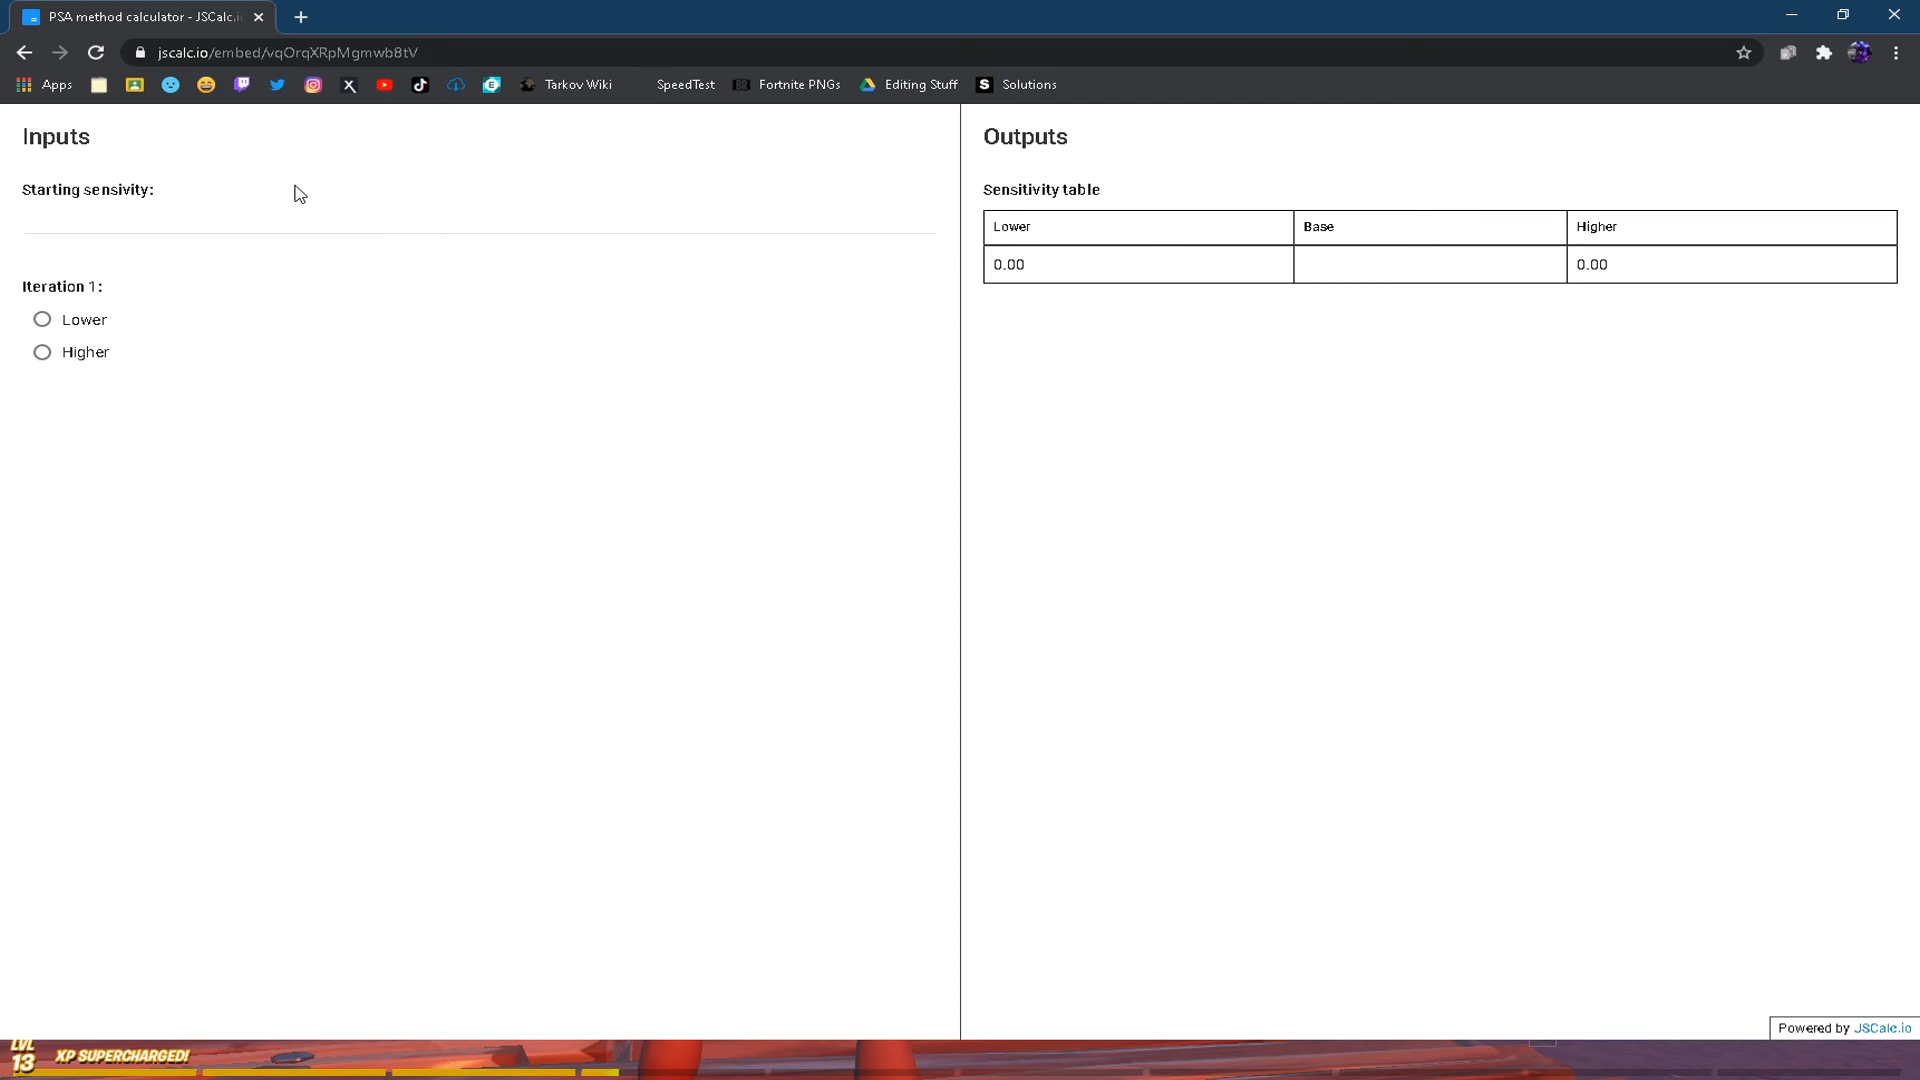 PSA method calculator - JSCalc.i
jscalc.io/embed/vqOrqXRpMgmwb8tV
Apps
Tarkov Wiki
SpeedTest
Fortnite PNGs
Editing Stuff
Solutions
Inputs
Starting sensivity:
Iteration 1:
Lower
Higher
Outputs
Sensitivity table
Lower Base Higher
0.00 0.00
Powered by JSCalc.io
LVL
13 XP SUPERCHARGED!